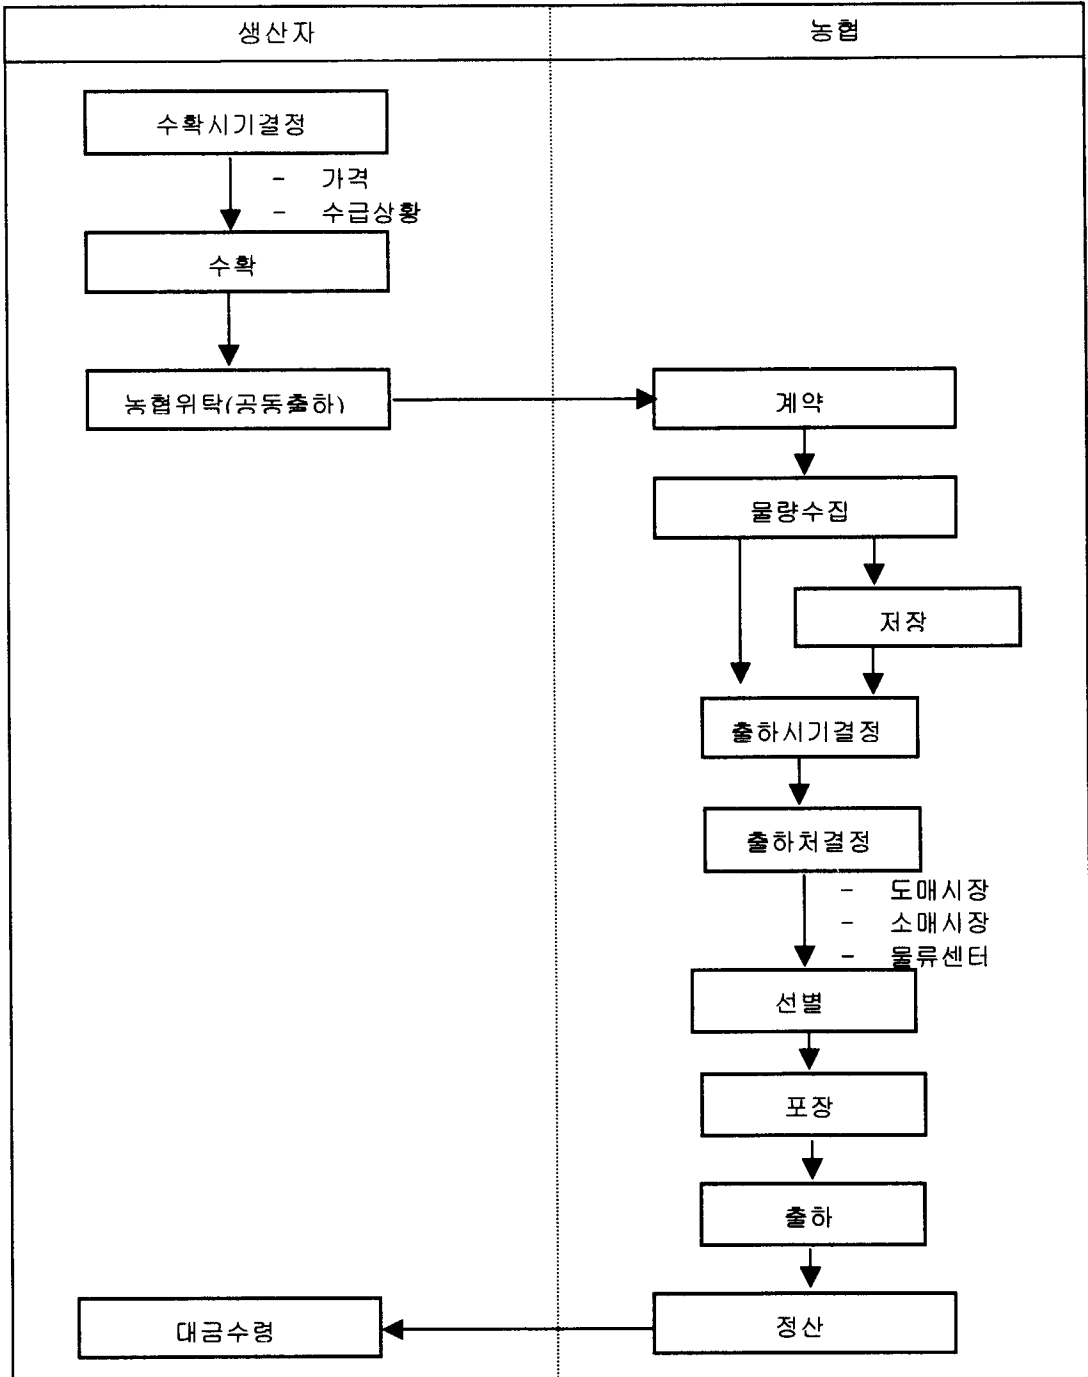 생산자
농협
수확시기결정
- 가격
- 수급상황
수확
농협위탁(공동출하)
계약
물량수집
저장
출하시기결정
출하처결정
- 도매시장
- 소매시장
- 물류센터
선별
포장
출하
정산
대금수령